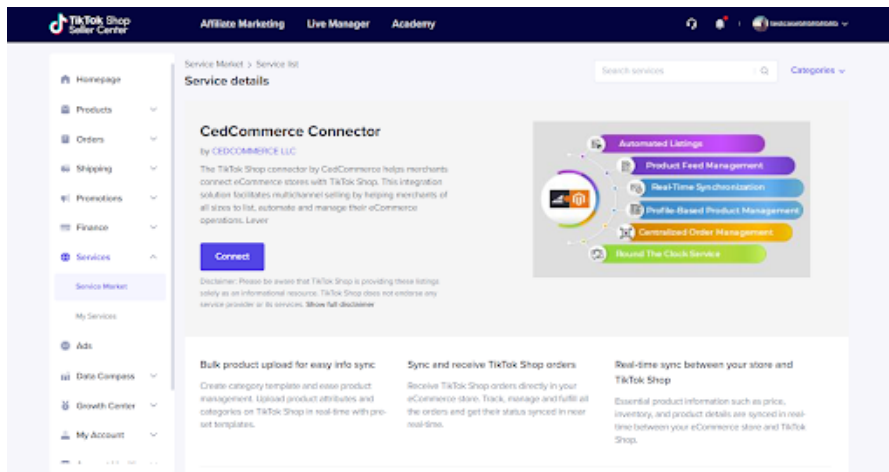 TikTok Shop
Seller Center
Affiliate Marketing
Live Manager
Academy
Homepage
Products
Orders
Shipping
Promotions
Finance
Services
Service Market
My Services
Ads
Data Compass
Growth Center
My Account
Service Market > Service list
Service details
Search services
Categories
CedCommerce Connector
by CEDCOMMERCE LLC
The TikTok Shop connector by CedCommerce helps merchants
connect eCommerce stores with TikTok Shop. This integration
solution facilitates multichannel selling by helping merchants of
all sizes to list, automate and manage their eCommerce
operations. Lever
Connect
Disclaimer: Please be aware that TikTok Shop is providing these listings
solely as an informational resource. TikTok Shop does not endorse any
service provider or its services. Show full disclaimer
Automated Listings
Product Feed Management
Real-Time Synchronization
Profile-Based Product Management
Centralized Order Management
Round The Clock Service
Bulk product upload for easy info sync
Create category template and ease product
management. Upload product attributes and
categories on TikTok Shop in real-time with pre-
set templates.
Sync and receive TikTok Shop orders
Receive TikTok Shop orders directly in your
eCommerce store. Track, manage and fulfill all
the orders and get their status synced in near
real-time.
Real-time sync between your store and
TikTok Shop
Essential product information such as price,
inventory, and product details are synced in real-
time between your eCommerce store and TikTok
Shop.